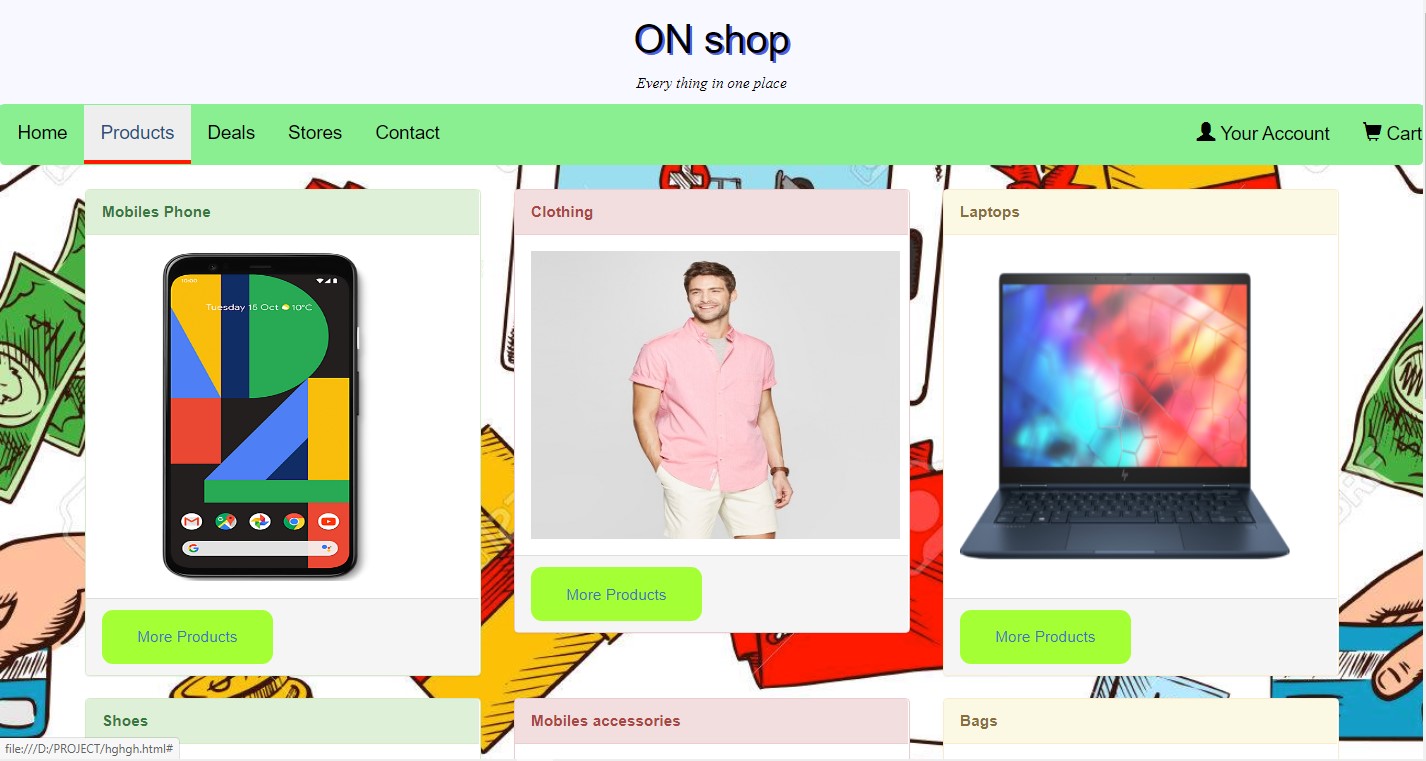 ON shop
Every thing in one place
Home Products Deals Stores Contact Your Account Cart
Mobiles Phone
Clothing
Laptops
Tuesday 15 Oct 10°C
More Products
More Products
More Products
Shoes
Mobiles accessories
Bags
file:///D:/PROJECT/hghgh.html#